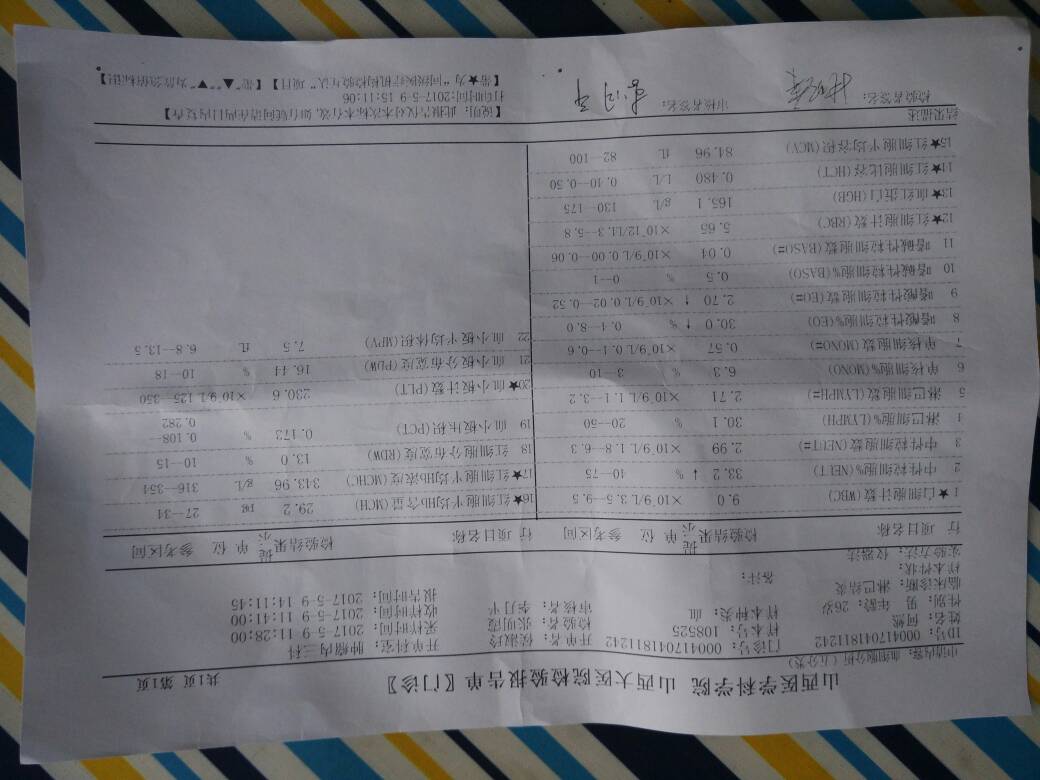 山西医学科学院 山西大医院检验报告单【门诊】 共1页 第1页
申请内容: 血细胞分析(五分类)
ID号: 00041704181​1242 门诊号: 000417041811242 开单者: 侯淑玲 开单科室: 肿瘤内三科
姓名: 何然 样本号: 108525 检验者: 张明霞 采样时间: 2017-5-9 11:28:00
性别: 男 年龄: 26岁 样本种类: 血 审核者: 李月平 收样时间: 2017-5-9 11:41:00
临床诊断: 淋巴结炎 备注: 报告时间: 2017-5-9 14:11:45
样本性状:
实验方法: 仪器法
行 项目名称 检验结果 提示 单位 参考区间 行 项目名称 检验结果 提示 单位 参考区间
1 ★白细胞计数(WBC) 9.0 ×10^9/L 3.5--9.5
2 中性粒细胞%(NEUT) 33.2 ↓ % 40--75
3 中性粒细胞数(NEUT=) 2.99 ×10^9/L 1.8--6.3
4 淋巴细胞%(LYMPH) 30.1 % 20--50
5 淋巴细胞数(LYMPH=) 2.71 ×10^9/L 1.1--3.2
6 单核细胞%(MONO) 6.3 % 3--10
7 单核细胞数(MONO=) 0.57 ×10^9/L 0.1--0.6
8 嗜酸性粒细胞%(EO) 30.0 ↑ % 0.4--8.0
9 嗜酸性粒细胞数(EO=) 2.70 ↑ ×10^9/L 0.02--0.52
10 嗜碱性粒细胞%(BASO) 0.5 % 0--1
11 嗜碱性粒细胞数(BASO=) 0.04 ×10^9/L 0.00--0.06
12★红细胞计数(RBC) 5.65 ×10^12/L 4.3--5.8
13★血红蛋白(HGB) 165.1 g/L 130--175
14★红细胞比容(HCT) 0.480 L/L 0.40--0.50
15★红细胞平均容积(MCV) 84.96 fL 82--100
16★红细胞平均Hb含量(MCH) 29.2 pg 27--34
17★红细胞平均Hb浓度(MCHC) 343.96 g/L 316--354
18 红细胞分布宽度(RDW) 13.0 % 10--15
19 血小板压积(PCT) 0.173 % 0.108--0.282
20★血小板计数(PLT) 230.6 ×10^9/L 125--350
21 血小板分布宽度(PDW) 16.44 % 10--18
22 血小板平均体积(MPV) 7.5 fL 6.8--13.5
结果描述
检验者签名: 审核者签名:
【说明: 此报告仅对本次标本有效, 如有疑问请在四日内复查】
打印时间:2017-5-9 15:11:06
【带★为"同级医疗机构检验互认"项目】【带"▲""▼"为危急值标识】